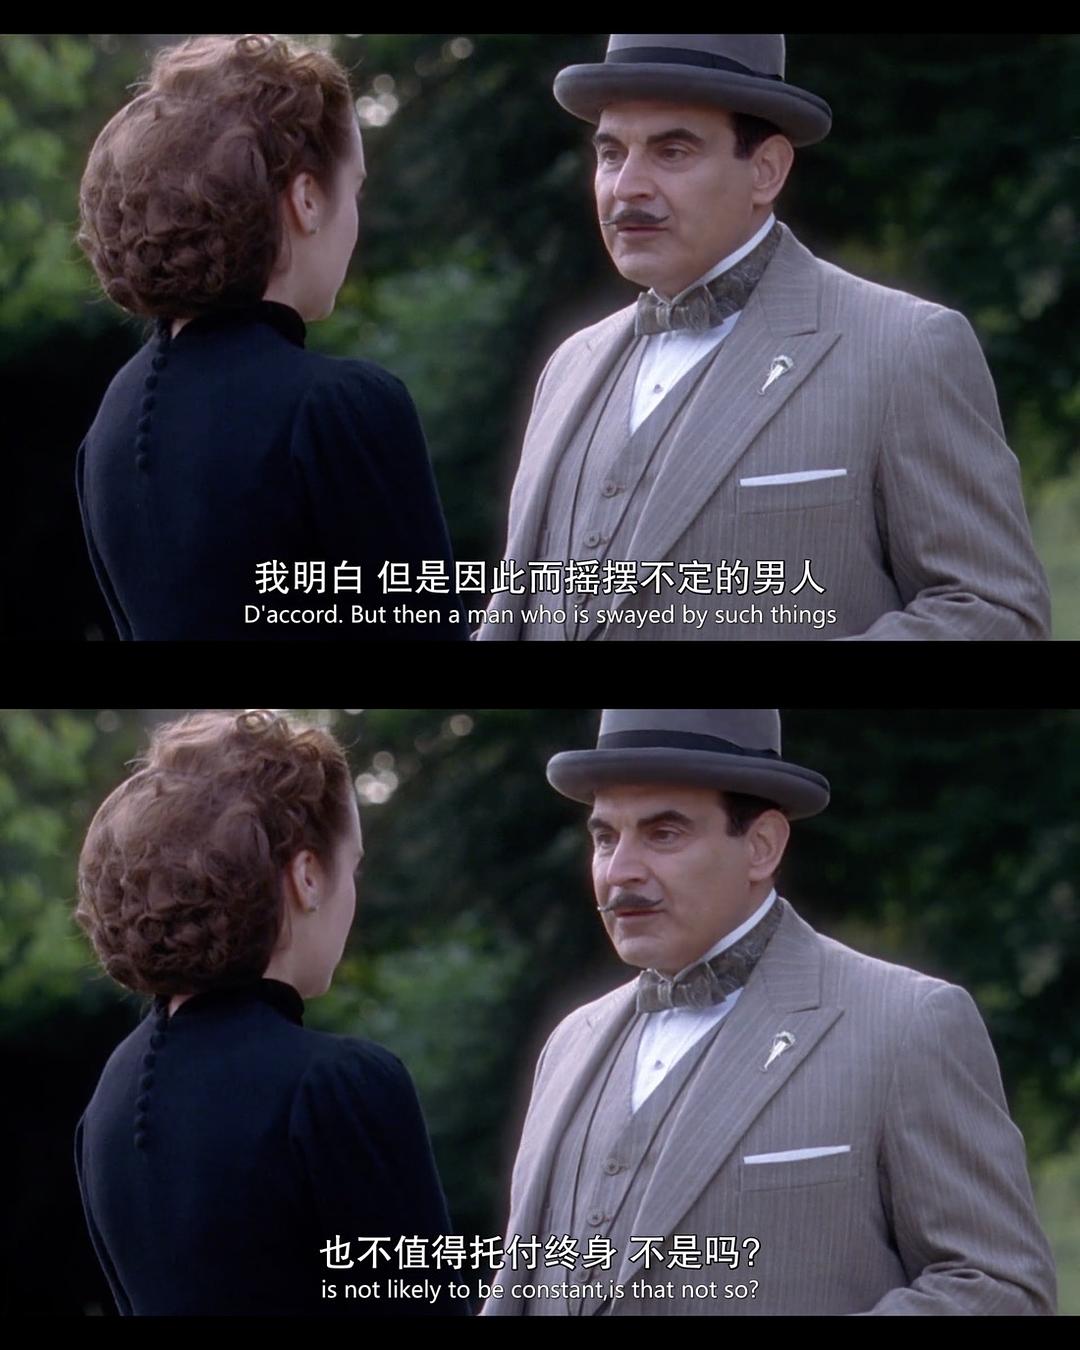 我明白 但是因此而摇摆不定的男人
D'accord. But then a man who is swayed by such things
也不值得托付终身 不是吗?
is not likely to be constant,is that not so?